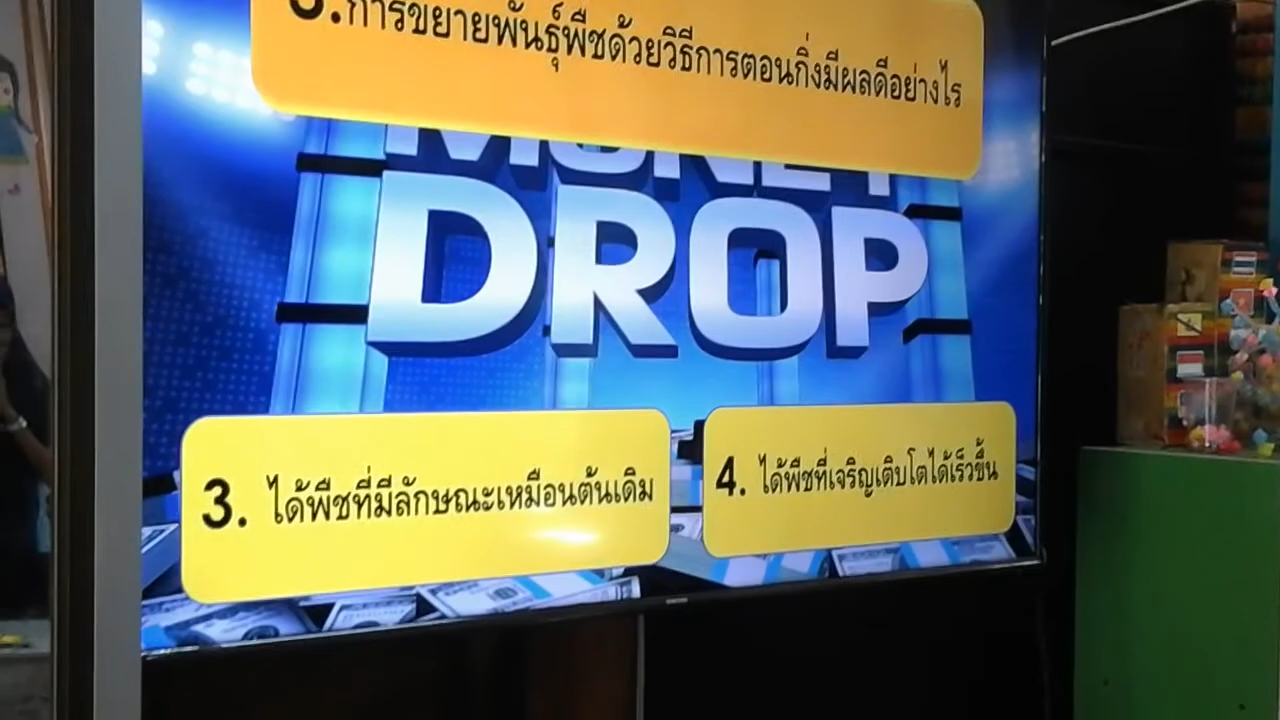 .การขยายพันธุ์พืชด้วยวิธีการตอนกิ่งมีผลดีอย่างไร
MONEY
DROP
3. ได้พืชที่มีลักษณะเหมือนต้นเดิม
4. ได้พืชที่เจริญเติบโตได้เร็วขึ้น